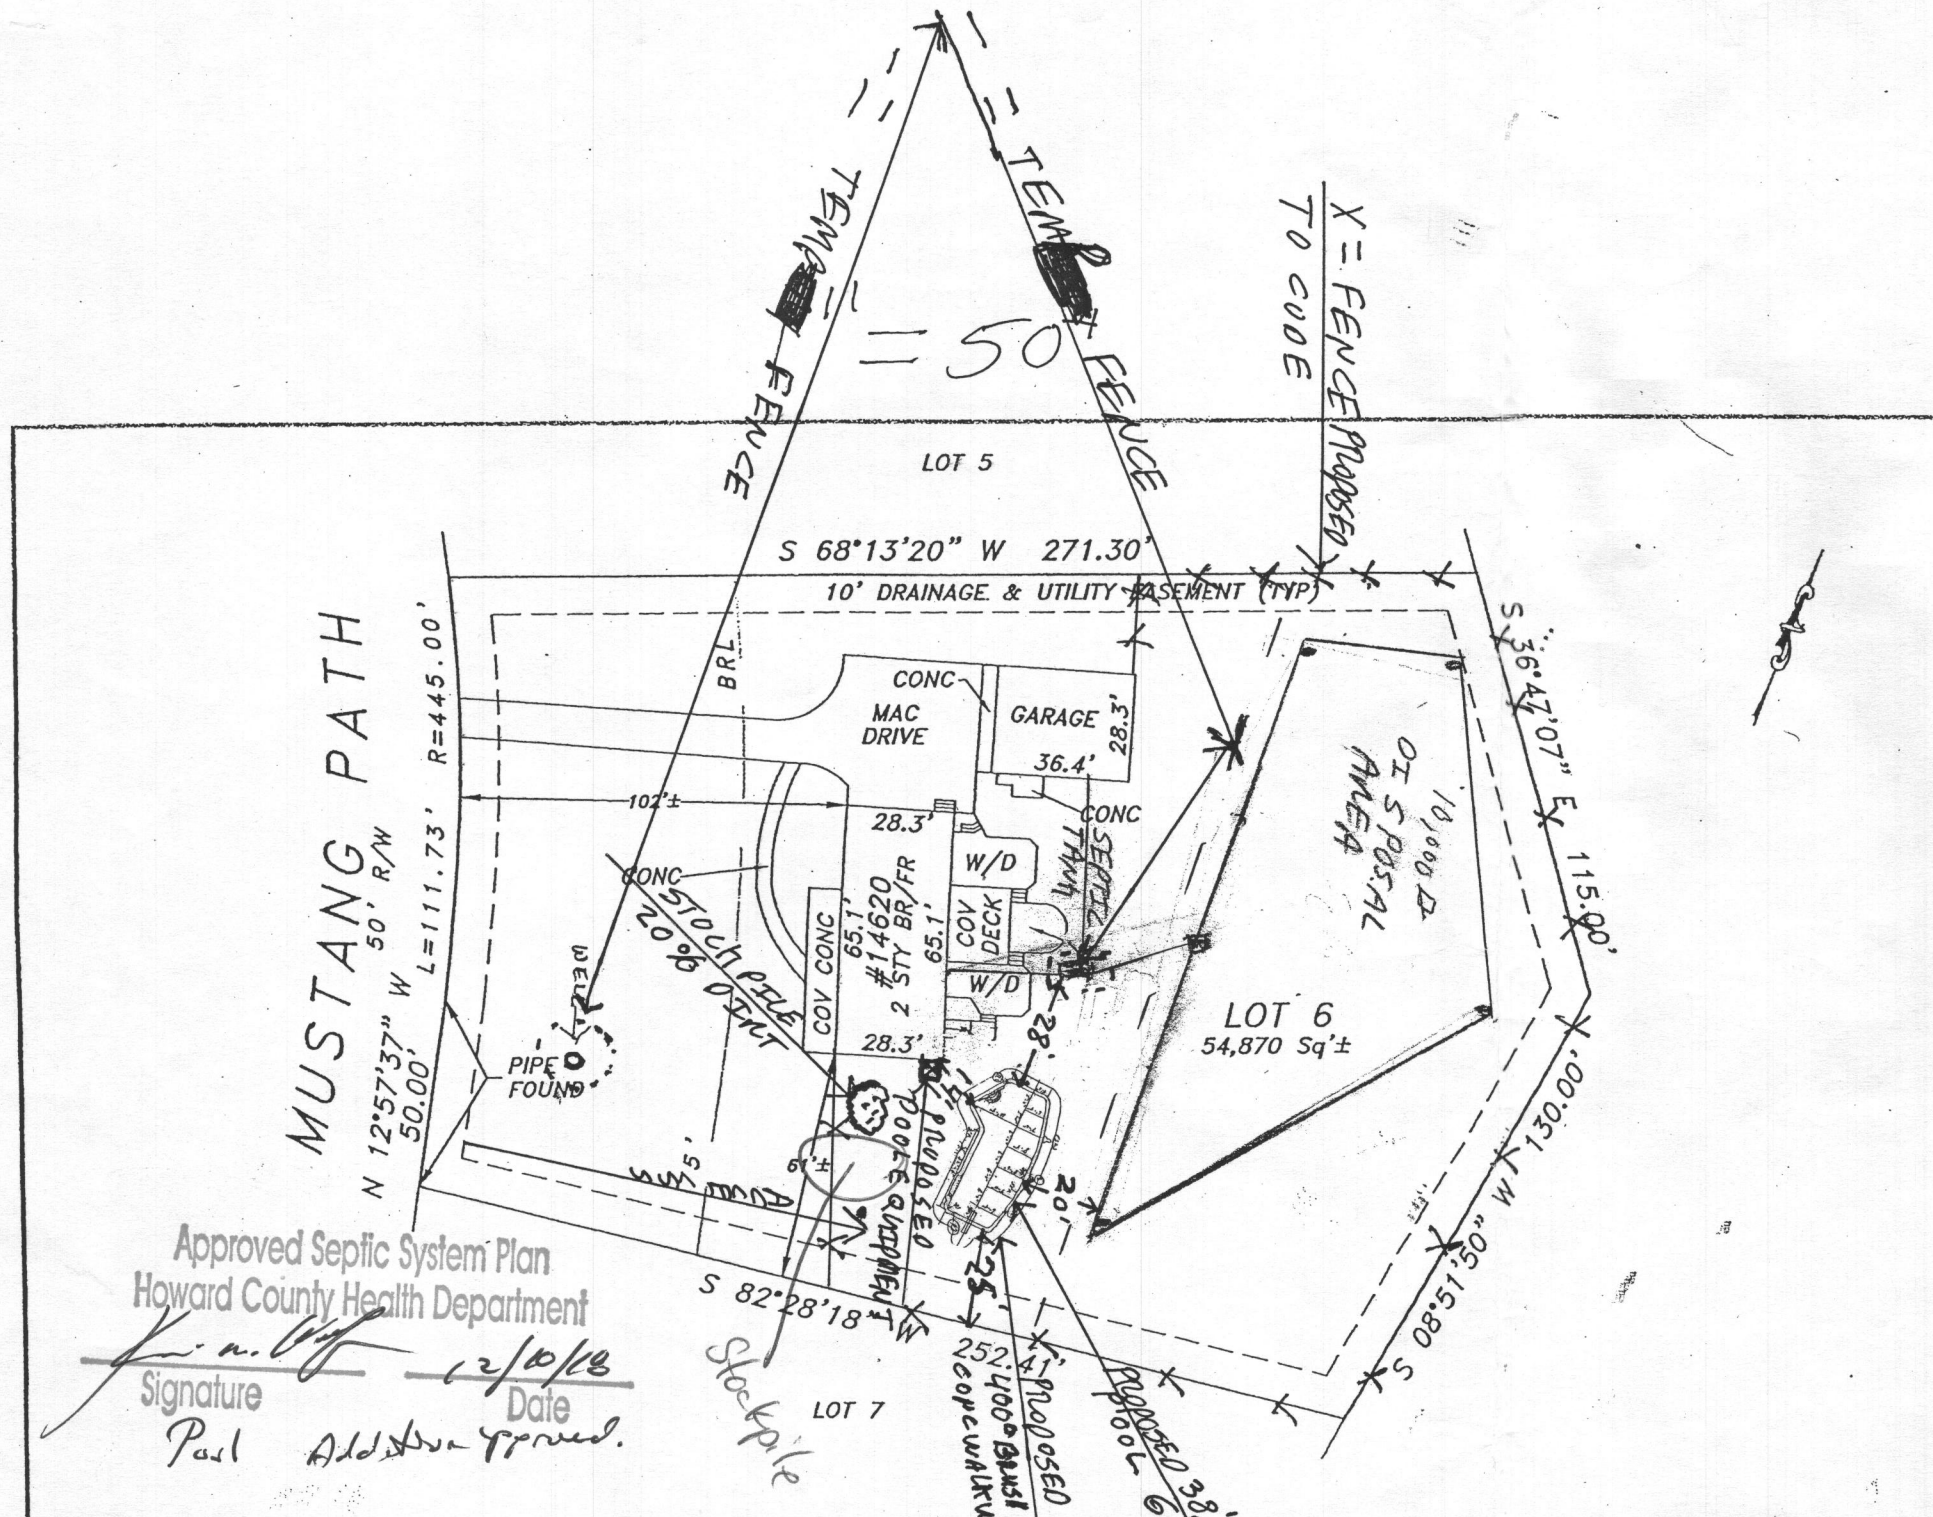 TEMP FENCE
TEMP FENCE
= 50
X = FENCE PROPOSED
TO CODE
LOT 5
S 68°13'20" W 271.30'
10' DRAINAGE & UTILITY EASEMENT (TYP)
MUSTANG PATH
50' R/W
L=111.73' R=445.00'
N 12°57'37" W
50.00'
BRL
CONC
MAC
DRIVE
GARAGE
28.3'
36.4'
CONC
102'±
28.3'
CONC
W/D
SEPTIC
TANK
COV CONC
65.1'
#14620
2 STY BR/FR
65.1'
COV
DECK
W/D
28.3'
STOCKPILE
20% DIRT
WELL
PIPE
FOUND
10,000
DISPOSAL
AREA
S 36°47'07" E 115.00'
LOT 6
54,870 Sq'±
28'
PROPOSED
POOL EQUIPMENT
20'
25'
61'±
ACCESS
S 82°28'18" W
252.41'
S 08°51'50" W 130.00'
Stockpile
LOT 7
PROPOSED
PROPOSED 38'
POOL
Approved Septic System Plan
Howard County Health Department
12/10/18
Signature
Date
Addition approved.